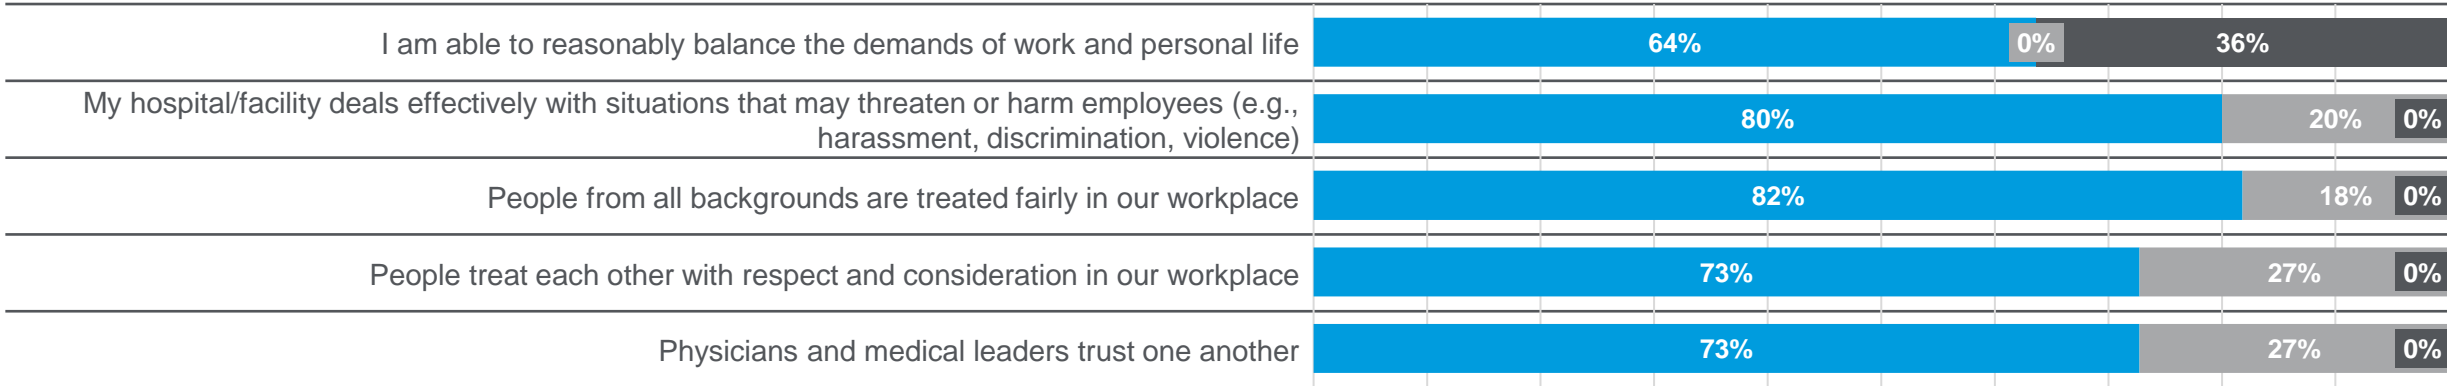 I am able to reasonably balance the demands of work and personal life
64%
0%
36%
My hospital/facility deals effectively with situations that may threaten or harm employees (e.g.,
harassment, discrimination, violence)
80%
20%
0%
People from all backgrounds are treated fairly in our workplace
82%
18%
0%
People treat each other with respect and consideration in our workplace
73%
27%
0%
Physicians and medical leaders trust one another
73%
27%
0%